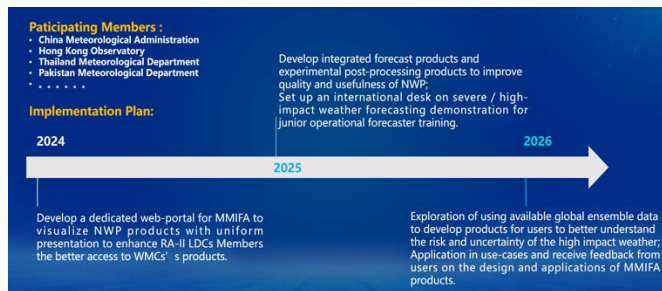 Paticipating Members :
• China Meteorological Administration
• Hong Kong Observatory
• Thailand Meteorological Department
• Pakistan Meteorological Department
• . . . . . .
Implementation Plan:
Develop integrated forecast products and
experimental post-processing products to improve
quality and usefulness of NWP;
Set up an international desk on severe / high-
impact weather forecasting demonstration for
junior operational forecaster training.
2024
2026
2025
Develop a dedicated web-portal for MMIFA to
visualize NWP products with uniform
presentation to enhance RA-II LDCs Members
the better access to WMCs’ s products.
Exploration of using available global ensemble data
to develop products for users to better understand
the risk and uncertainty of the high impact weather;
Application in use-cases and receive feedback from
users on the design and applications of MMIFA
products.